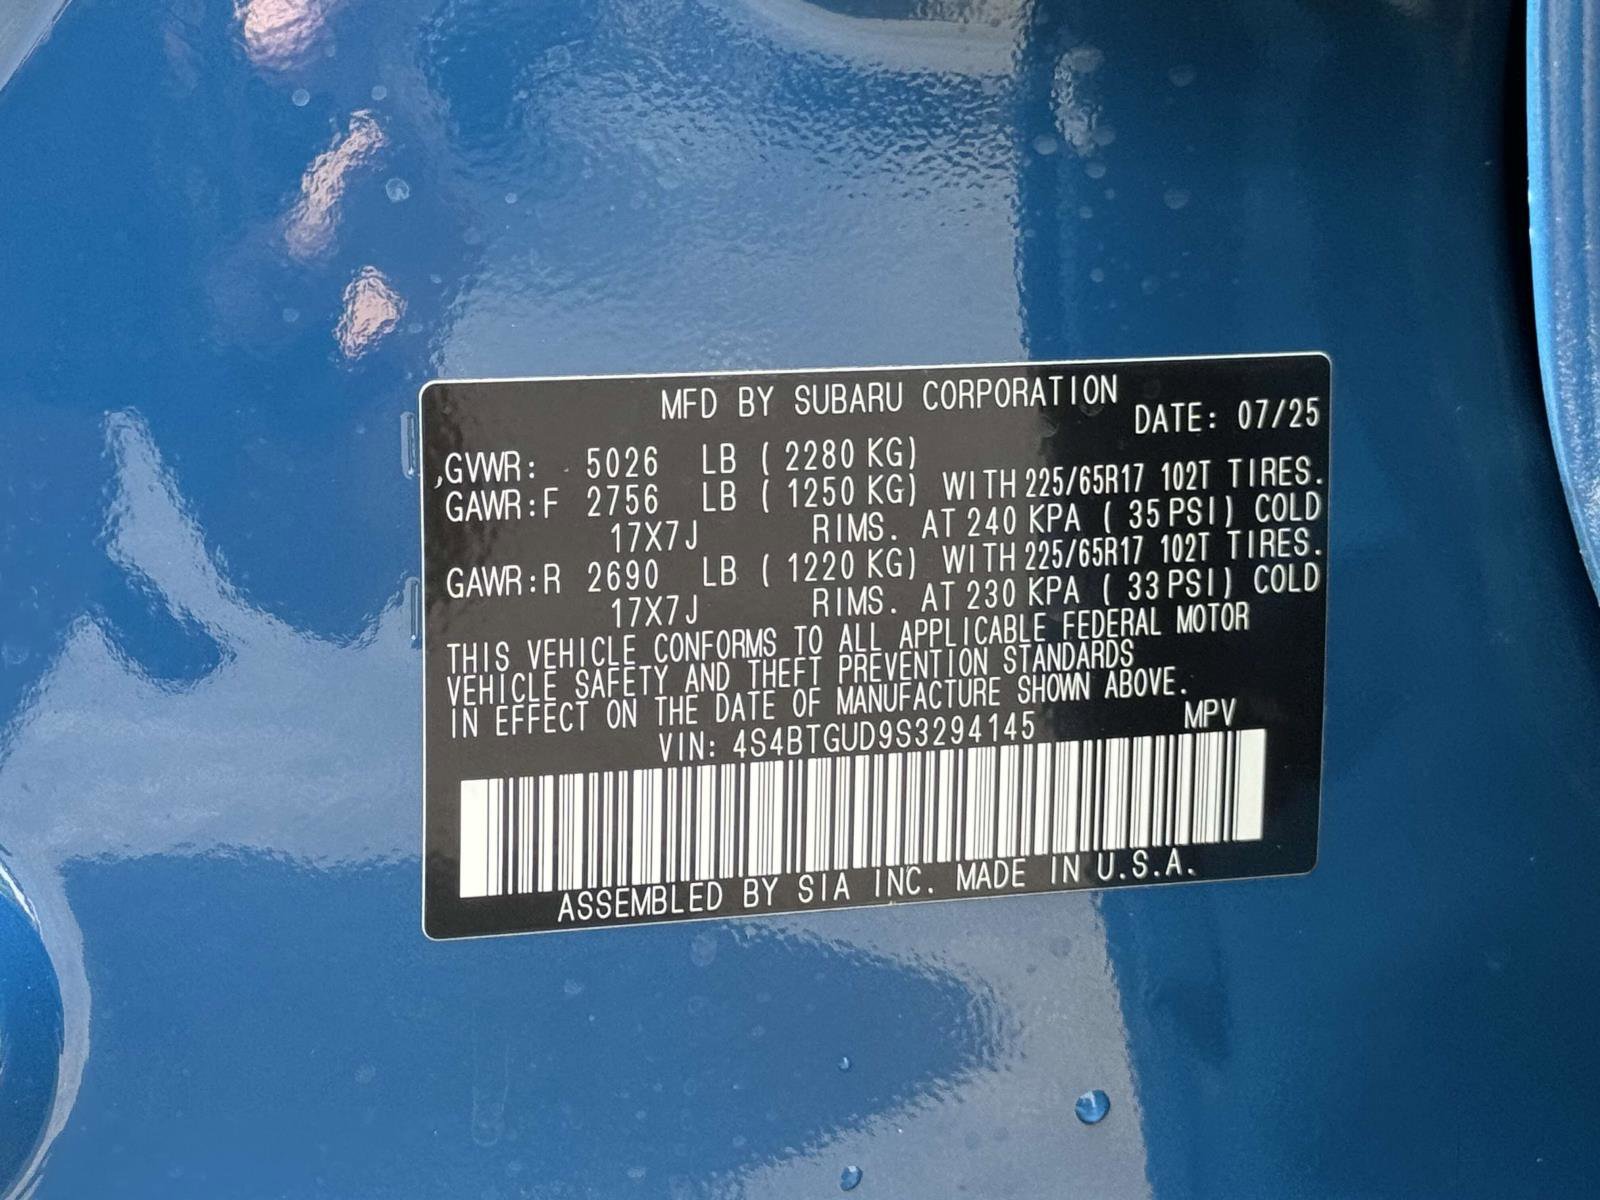 MFD BY SUBARU CORPORATION
DATE: 07/25
GVWR: 5026 LB ( 2280 KG)
GAWR:F 2756 LB ( 1250 KG) WITH 225/65R17 102T TIRES.
17X7J RIMS. AT 240 KPA ( 35 PSI) COLD
GAWR:R 2690 LB ( 1220 KG) WITH 225/65R17 102T TIRES.
17X7J RIMS. AT 230 KPA ( 33 PSI) COLD
THIS VEHICLE CONFORMS TO ALL APPLICABLE FEDERAL MOTOR
VEHICLE SAFETY AND THEFT PREVENTION STANDARDS
IN EFFECT ON THE DATE OF MANUFACTURE SHOWN ABOVE.
VIN: 4S4BTGUD9S3294145 MPV
ASSEMBLED BY SIA INC. MADE IN U.S.A.